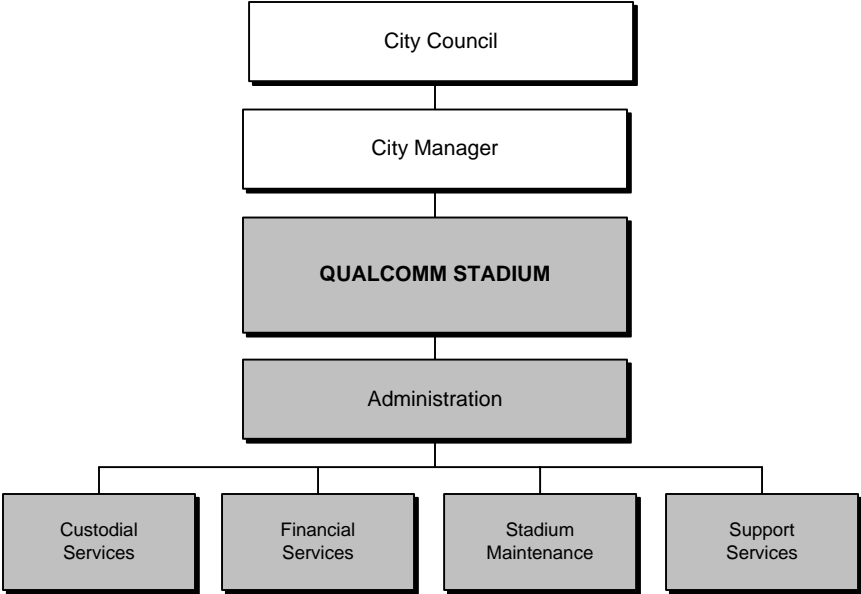 City Council
City Manager
QUALCOMM STADIUM
Administration
Custodial
Services
Financial
Services
Stadium
Maintenance
Support
Services